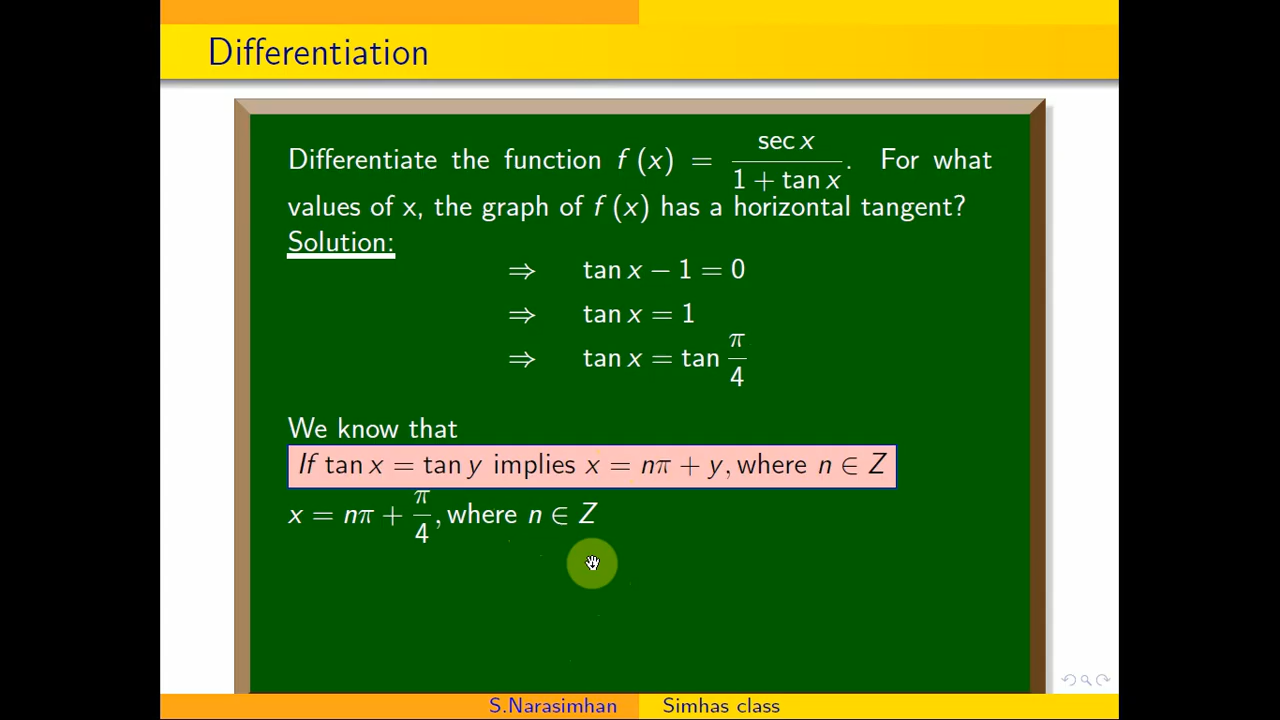 Differentiation
Differentiate the function f (x) = sec x / 1 + tan x . For what
values of x, the graph of f (x) has a horizontal tangent?
Solution:
⇒ tan x − 1 = 0
⇒ tan x = 1
⇒ tan x = tan π/4
We know that
If tan x = tan y implies x = nπ + y, where n ∈ Z
x = nπ + π/4, where n ∈ Z
S.Narasimhan Simhas class